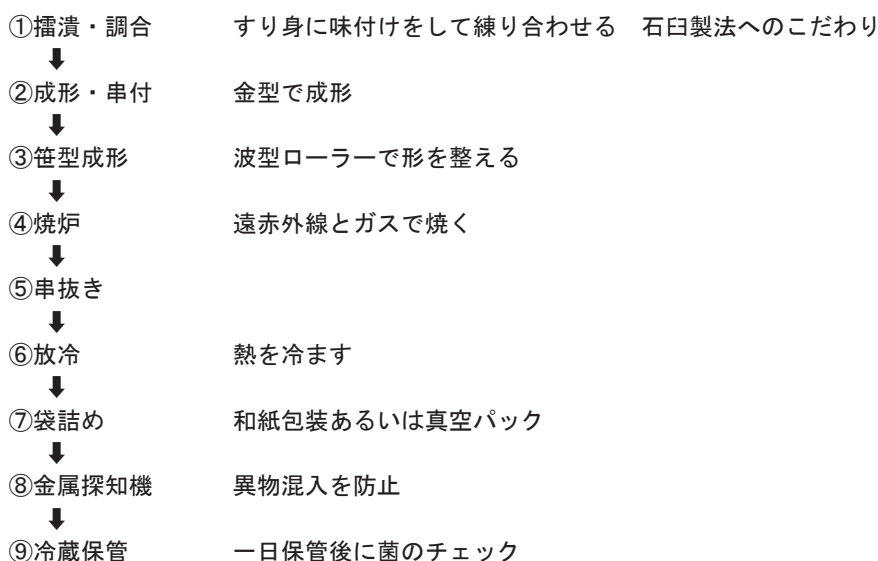 ①擂潰・調合　すり身に味付けをして練り合わせる　石臼製法へのこだわり
⬇
②成形・串付　金型で成形
⬇
③笹型成形　波型ローラーで形を整える
⬇
④焼炉　遠赤外線とガスで焼く
⬇
⑤串抜き
⬇
⑥放冷　熱を冷ます
⬇
⑦袋詰め　和紙包装あるいは真空パック
⬇
⑧金属探知機　異物混入を防止
⬇
⑨冷蔵保管　一日保管後に菌のチェック